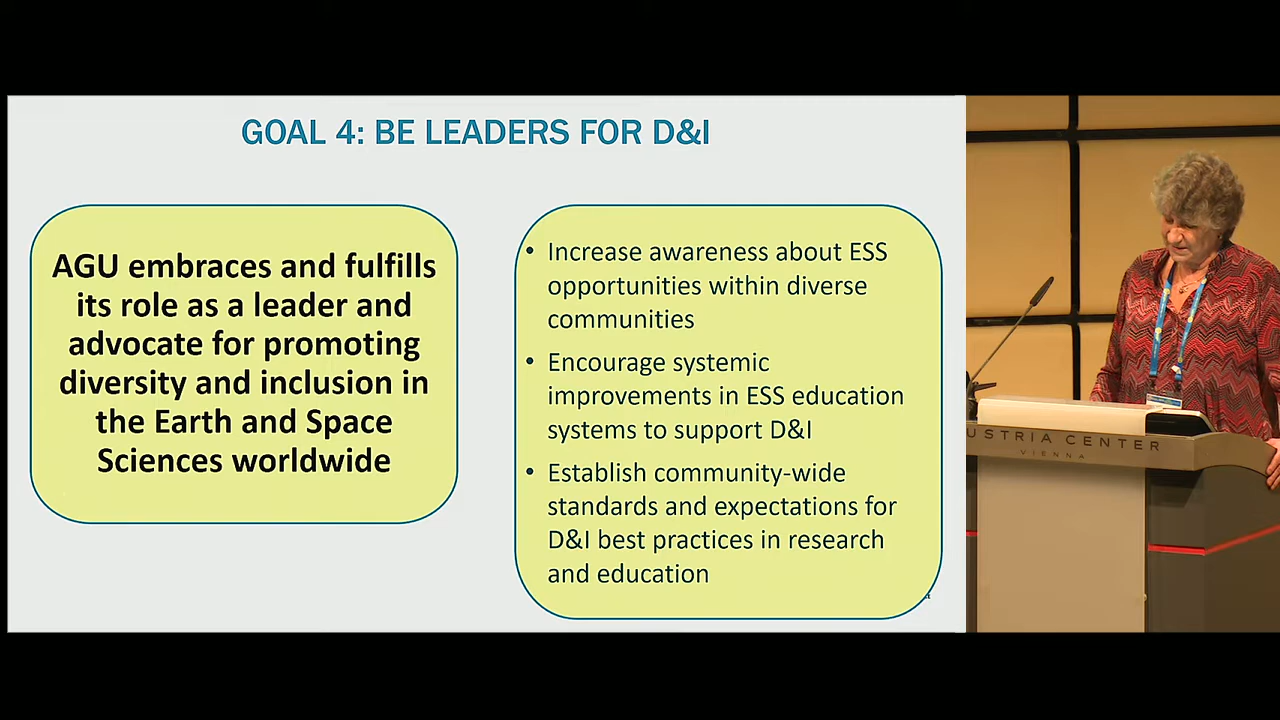 GOAL 4: BE LEADERS FOR D&I
AGU embraces and fulfills
its role as a leader and
advocate for promoting
diversity and inclusion in
the Earth and Space
Sciences worldwide
• Increase awareness about ESS
opportunities within diverse
communities
• Encourage systemic
improvements in ESS education
systems to support D&I
• Establish community-wide
standards and expectations for
D&I best practices in research
and education
USTRIA CENTER
VIENNA